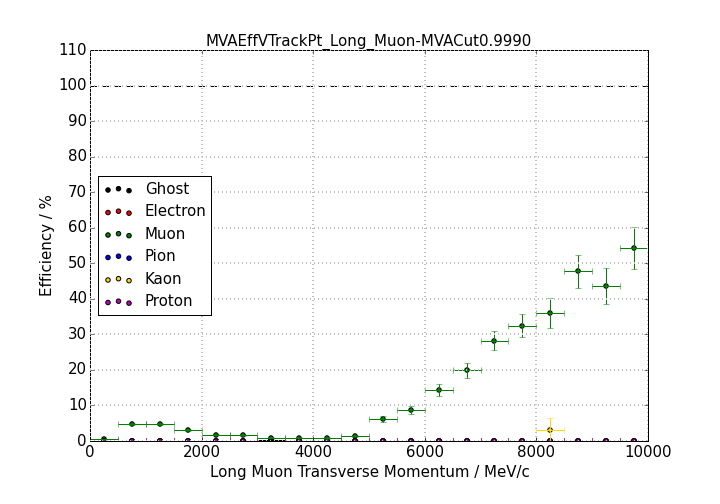 MVAEffVTrackPt_Long_Muon-MVACut0.9990
110
100
90
80
70
60
50
40
30
20
10
0
Efficiency / %
Ghost
Electron
Muon
Pion
Kaon
Proton
0 2000 4000 6000 8000 10000
Long Muon Transverse Momentum / MeV/c